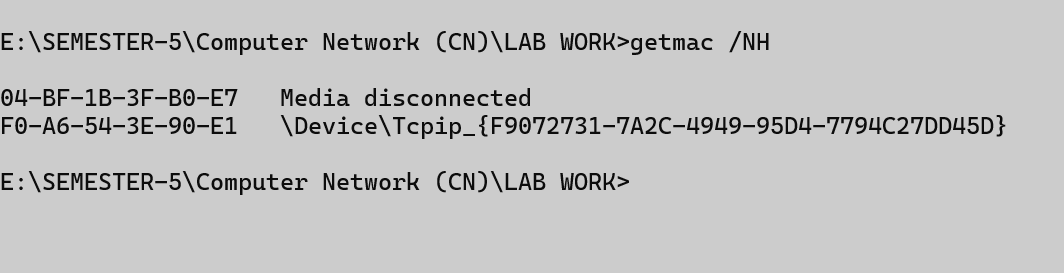 E:\SEMESTER-5\Computer Network (CN)\LAB WORK>getmac /NH
04-BF-1B-3F-B0-E7   Media disconnected
F0-A6-54-3E-90-E1   \Device\Tcpip_{F9072731-7A2C-4949-95D4-7794C27DD45D}
E:\SEMESTER-5\Computer Network (CN)\LAB WORK>